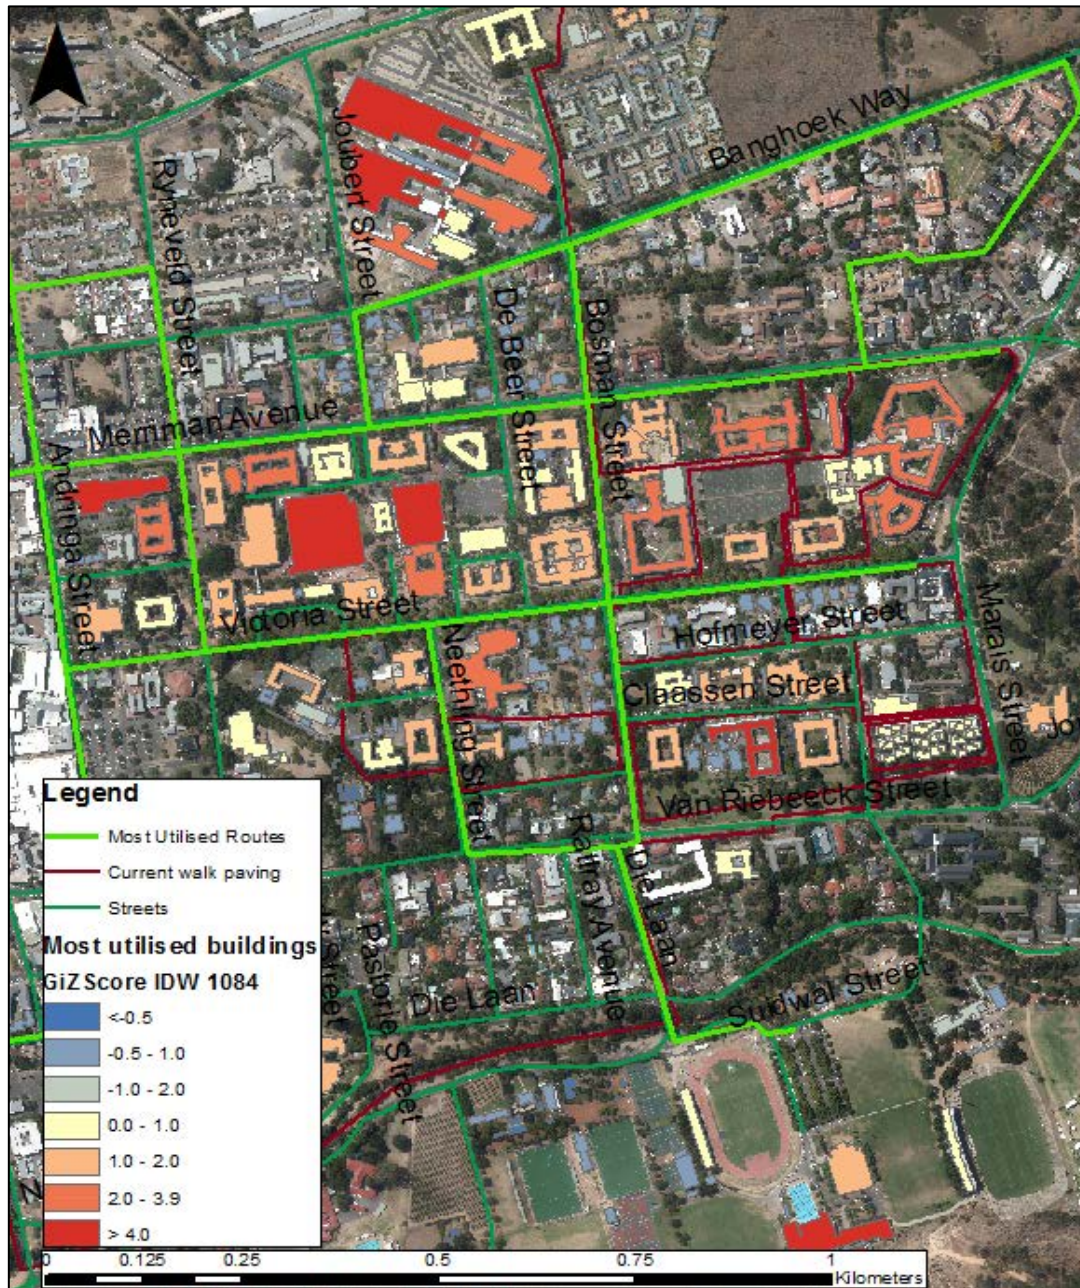 Banghoek Way
Joubert Street
Ryneveld Street
De Beer Street
Bosman Street
Merriman Avenue
Andringa Street
Victoria Street
Neethling Street
Hofmeyer Street
Marais Street
Claassen Street
Jo
Van Riebeeck Street
Legend
Most Utilised Routes
Current walk paving
Streets
Most utilised buildings
GiZScore IDW 1084
<-0.5
-0.5 - 1.0
-1.0 - 2.0
0.0 - 1.0
1.0 - 2.0
2.0 - 3.9
> 4.0
Rattray Avenue
Die Laan
Street
Pastorie Street
Die Laan
Suidwal Street
N
0 0.125 0.25 0.5 0.75 1
Kilometers